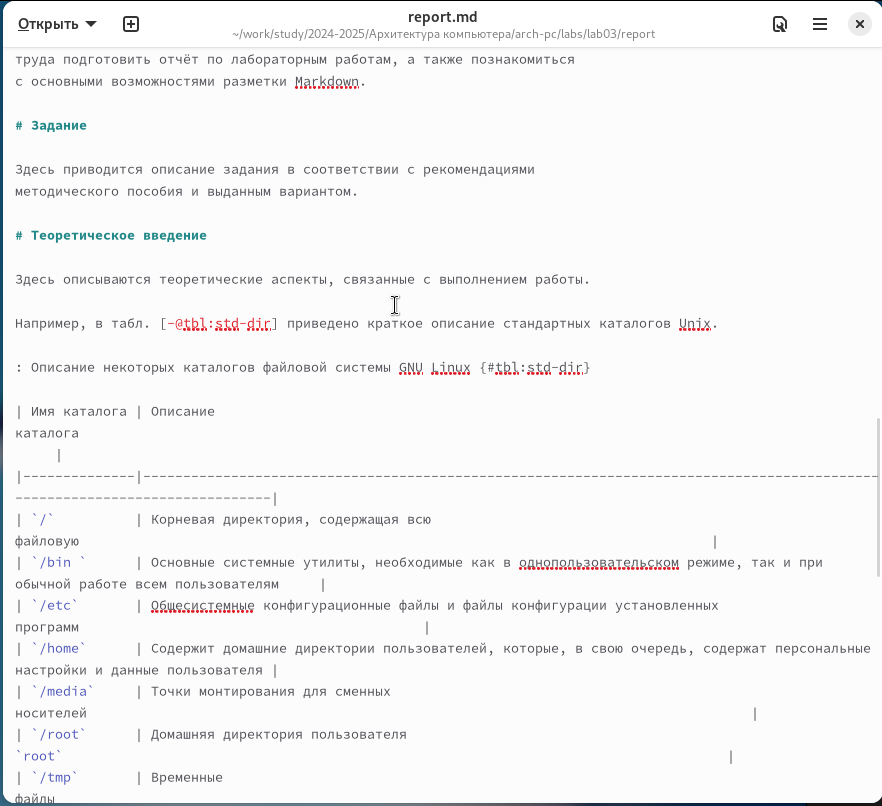 Открыть
report.md
~/work/study/2024-2025/Архитектура компьютера/arch-pc/labs/lab03/report
труда подготовить отчёт по лабораторным работам, а также познакомиться
с основными возможностями разметки Markdown.
# Задание
Здесь приводится описание задания в соответствии с рекомендациями
методического пособия и выданным вариантом.
# Теоретическое введение
Здесь описываются теоретические аспекты, связанные с выполнением работы.
Например, в табл. [-@tbl:std-dir] приведено краткое описание стандартных каталогов Unix.
: Описание некоторых каталогов файловой системы GNU Linux {#tbl:std-dir}
| Имя каталога | Описание
каталога
|
|--------------|--------------------------------------------------------------------------------------------
--------------------------------|
| `/`          | Корневая директория, содержащая всю
файловую                                                                               |
| `/bin `      | Основные системные утилиты, необходимые как в однопользовательском режиме, так и при
обычной работе всем пользователям     |
| `/etc`       | Общесистемные конфигурационные файлы и файлы конфигурации установленных
программ                                           |
| `/home`      | Содержит домашние директории пользователей, которые, в свою очередь, содержат персональные
настройки и данные пользователя |
| `/media`     | Точки монтирования для сменных
носителей                                                                                   |
| `/root`      | Домашняя директория пользователя
`root`                                                                                   |
| `/tmp`       | Временные
файлы